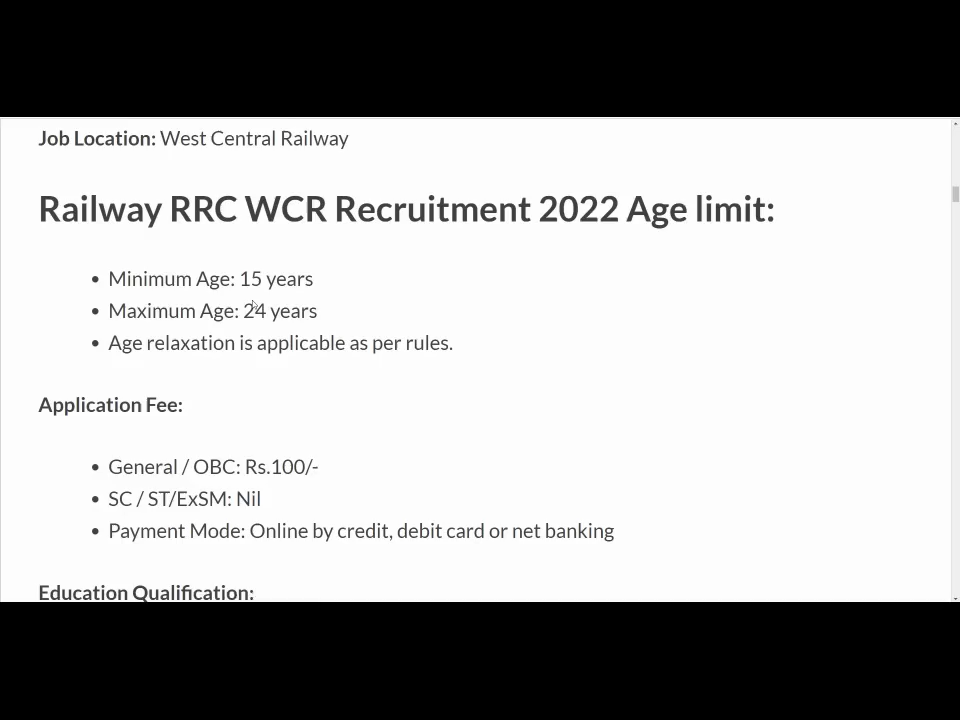 Job Location: West Central Railway
Railway RRC WCR Recruitment 2022 Age limit:
• Minimum Age: 15 years
• Maximum Age: 24 years
• Age relaxation is applicable as per rules.
Application Fee:
• General / OBC: Rs.100/-
• SC / ST/ExSM: Nil
• Payment Mode: Online by credit, debit card or net banking
Education Qualification: